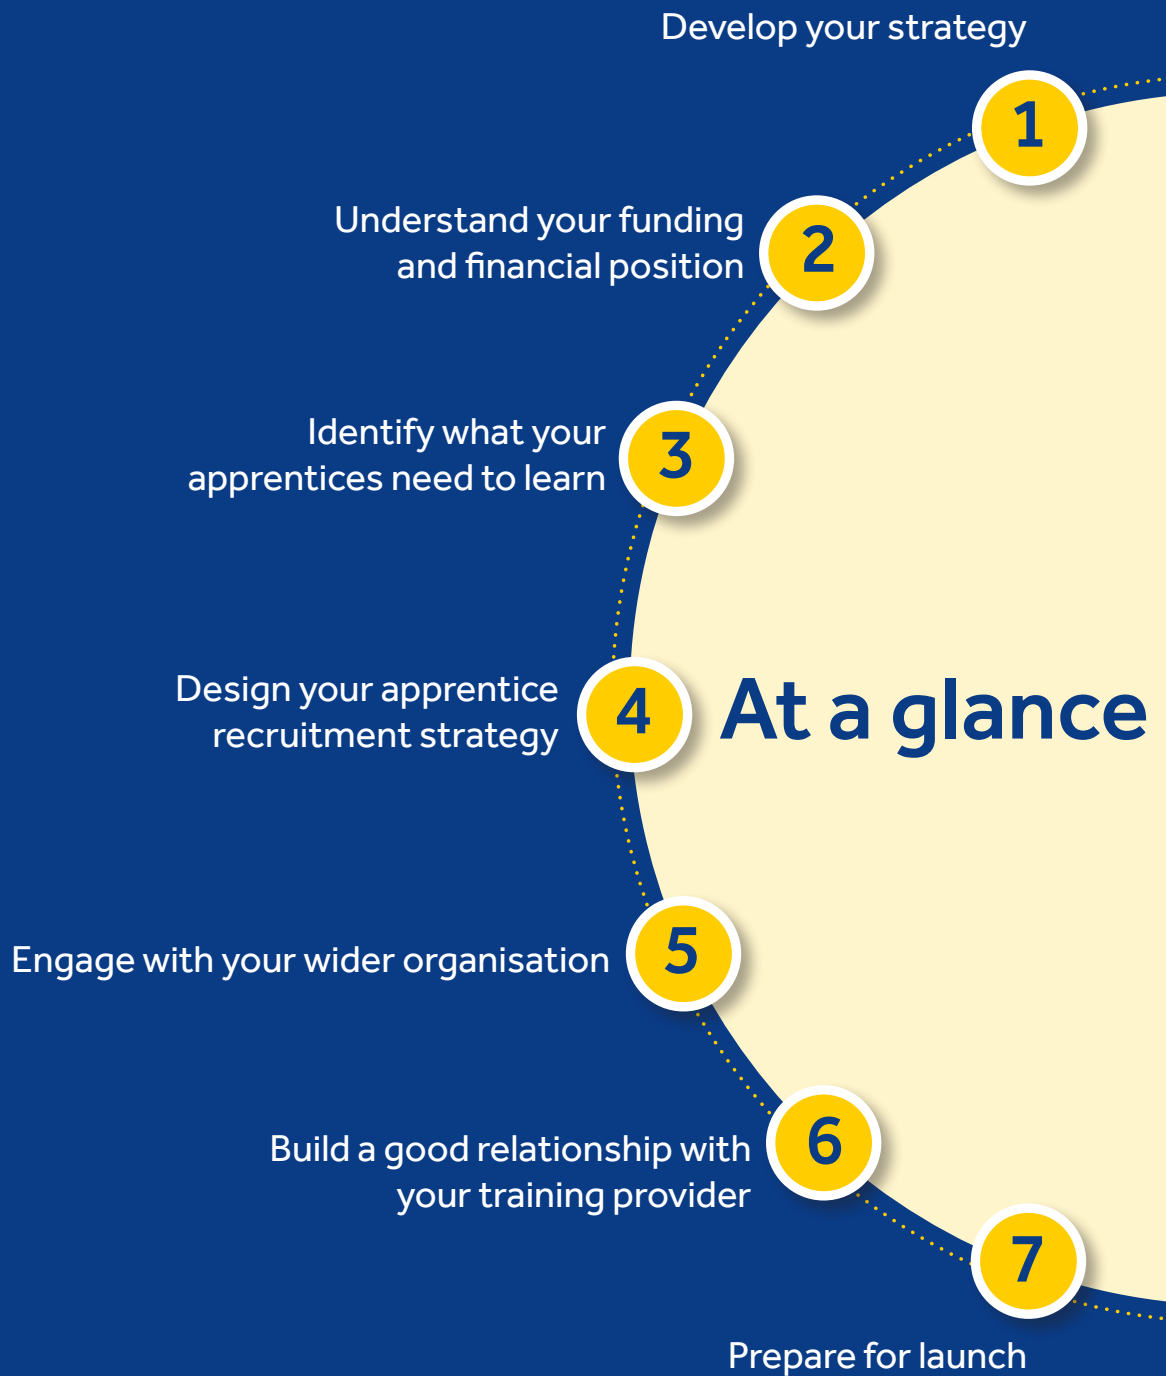 Develop your strategy
1
Understand your funding
and financial position
2
Identify what your
apprentices need to learn
3
Design your apprentice
recruitment strategy
4
At a glance
Engage with your wider organisation
5
Build a good relationship with
your training provider
6
7
Prepare for launch